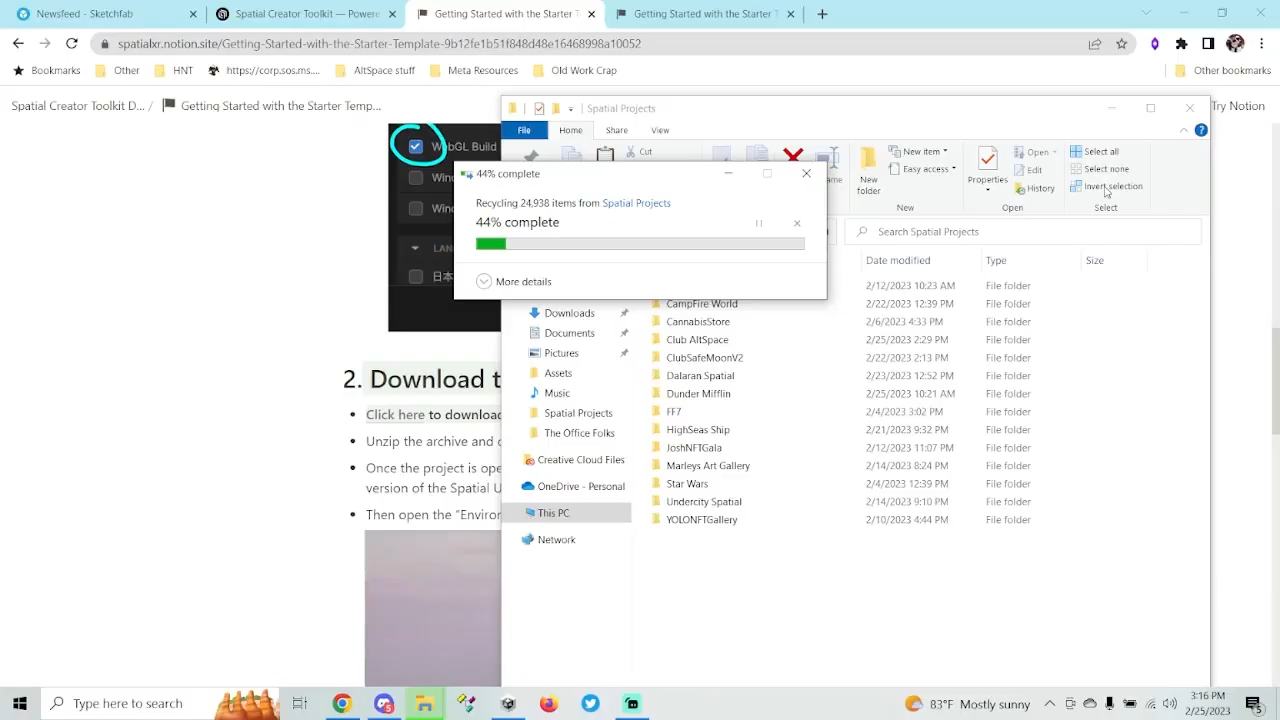 Newsfeed - Sketchfab
Spatial Creator Toolkit — Powere
Getting Started with the Starter T
Getting Started with the Starter T
spatialxr.notion.site/Getting-Started-with-the-Starter-Template-9b12fe1b51f848d48e16468998a10052
Bookmarks
Other
HNT
https://corp.sos.ms....
AltSpace stuff
Meta Resources
Old Work Crap
Other bookmarks
Spatial Creator Toolkit D... /
Getting Started with the Starter Temp...
Try Notion
Spatial Projects
File
Home
Share
View
WebGL Build
Wind
Wind
LAN
日本
Cut
New folder
New item
Easy access
Properties
Open
Edit
History
Select all
Select none
Invert selection
New
Open
Select
44% complete
Recycling 24,938 items from Spatial Projects
44% complete
More details
Search Spatial Projects
Date modified
Type
Size
2/12/2023 10:23 AM File folder
CampFire World 2/22/2023 12:39 PM File folder
CannabisStore 2/6/2023 4:33 PM File folder
Club AltSpace 2/25/2023 2:29 PM File folder
ClubSafeMoonV2 2/22/2023 2:13 PM File folder
Dalaran Spatial 2/23/2023 12:52 PM File folder
Dunder Mifflin 2/25/2023 10:21 AM File folder
FF7 2/4/2023 3:02 PM File folder
HighSeas Ship 2/21/2023 9:32 PM File folder
JoshNFTGala 2/12/2023 11:07 PM File folder
Marleys Art Gallery 2/14/2023 8:24 PM File folder
Star Wars 2/4/2023 12:39 PM File folder
Undercity Spatial 2/14/2023 9:10 PM File folder
YOLONFTGallery 2/10/2023 4:44 PM File folder
Downloads
Documents
Pictures
Assets
Music
Spatial Projects
The Office Folks
Creative Cloud Files
OneDrive - Personal
This PC
Network
2. Download t
• Click here to download
• Unzip the archive and
• Once the project is ope
version of the Spatial U
• Then open the “Environ
Type here to search
83°F Mostly sunny
3:16 PM
2/25/2023
5